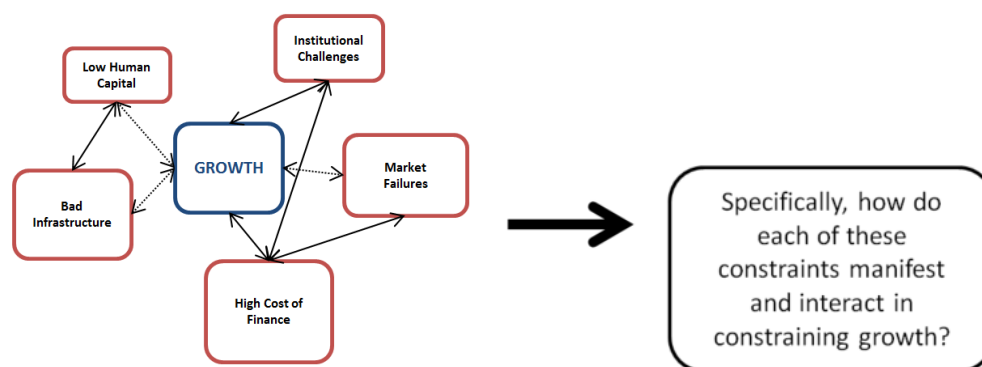 Institutional
Challenges
Low Human
Capital
GROWTH
Market
Failures
Bad
Infrastructure
High Cost of
Finance
Specifically, how do
each of these
constraints manifest
and interact in
constraining growth?